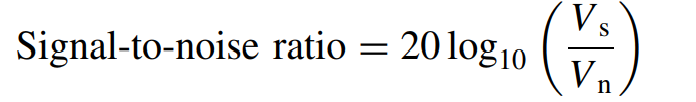 Signal-to-noise ratio = 20 log₁₀ (Vₛ / Vₙ)